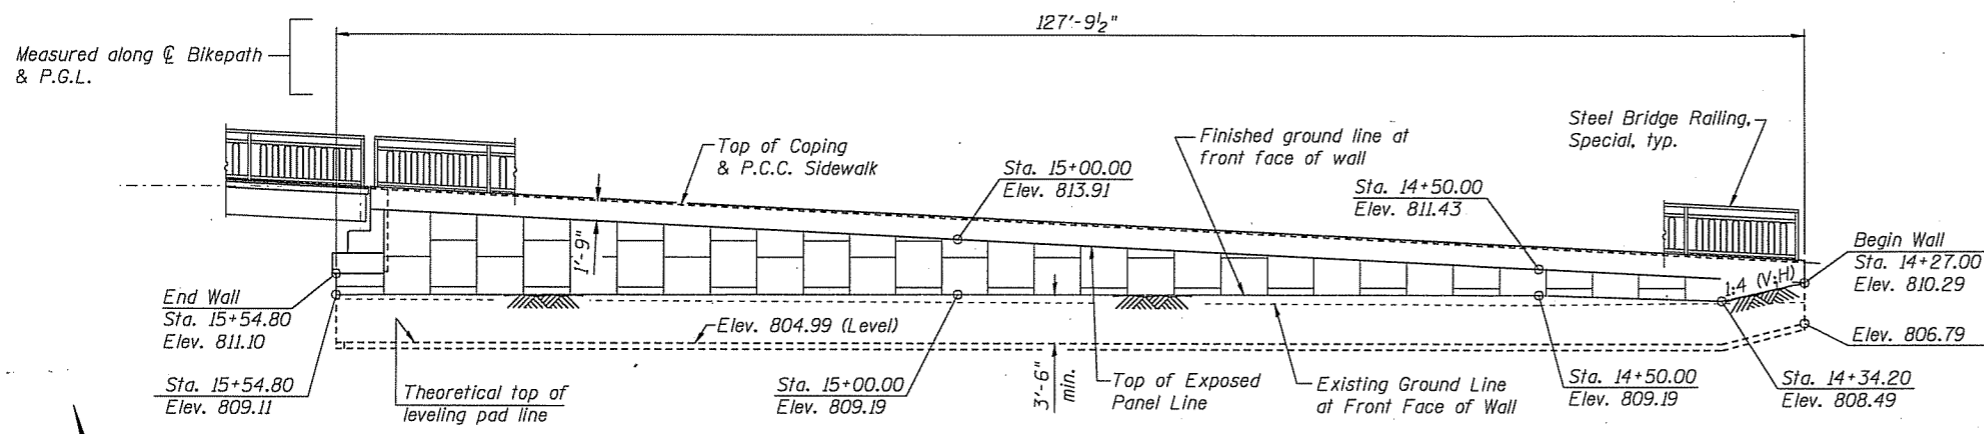 127'-9½"
Measured along ℄ Bikepath
& P.G.L.
Top of Coping
& P.C.C. Sidewalk
Finished ground line at
front face of wall
Steel Bridge Railing,
Special, typ.
Sta. 15+00.00
Elev. 813.91
Sta. 14+50.00
Elev. 811.43
1'-9"
1:4 (V:H)
Begin Wall
Sta. 14+27.00
Elev. 810.29
End Wall
Sta. 15+54.80
Elev. 811.10
Elev. 804.99 (Level)
Elev. 806.79
Sta. 15+54.80
Elev. 809.11
Theoretical top of
leveling pad line
Sta. 15+00.00
Elev. 809.19
3'-6"
min.
Top of Exposed
Panel Line
Existing Ground Line
at Front Face of Wall
Sta. 14+50.00
Elev. 809.19
Sta. 14+34.20
Elev. 808.49